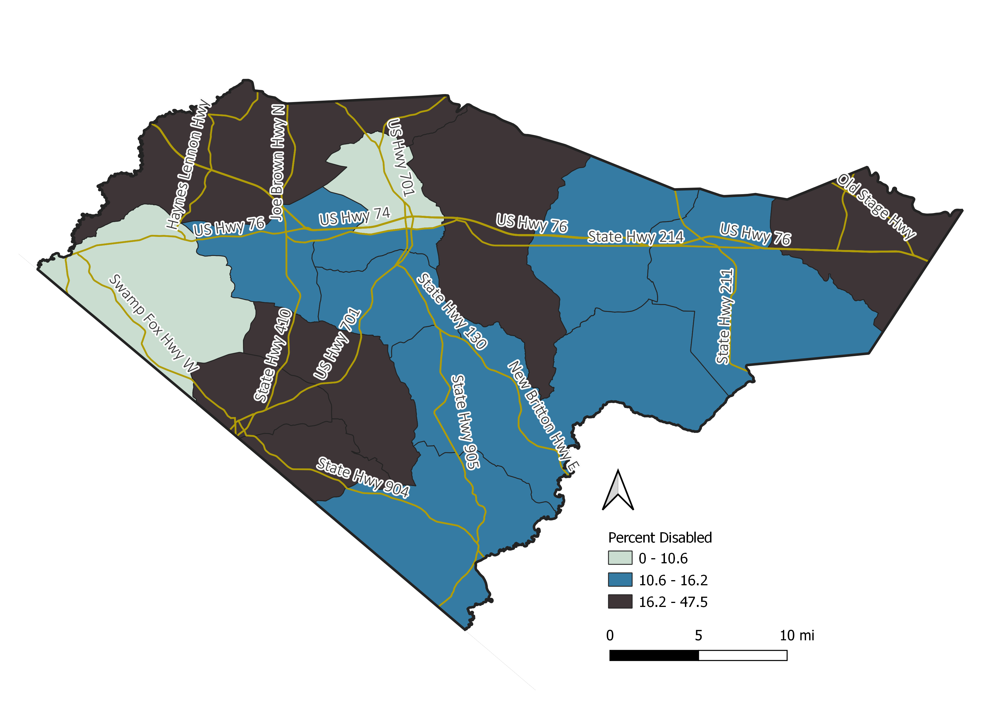 Haynes Lennon Hwy
Joe Brown Hwy N
US Hwy 701
Old Stage Hwy
US Hwy 76
US Hwy 74
US Hwy 76
State Hwy 214
US Hwy 76
Swamp Fox Hwy W
State Hwy 410
US Hwy 701
State Hwy 130
State Hwy 211
New Britton Hwy E
State Hwy 905
State Hwy 904
Percent Disabled
0 - 10.6
10.6 - 16.2
16.2 - 47.5
0 5 10 mi